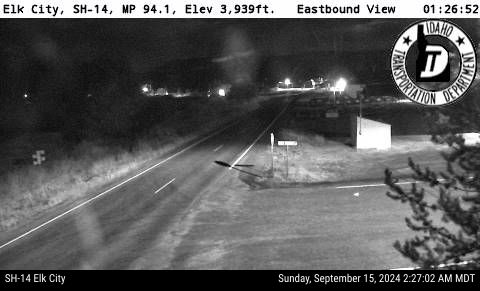 Elk City, SH-14, MP 94.1, Elev 3,939ft. Eastbound View 01:26:52
IDAHO
TRANSPORTATION DEPARTMENT
SH-14 Elk City
Sunday, September 15, 2024 2:27:02 AM MDT